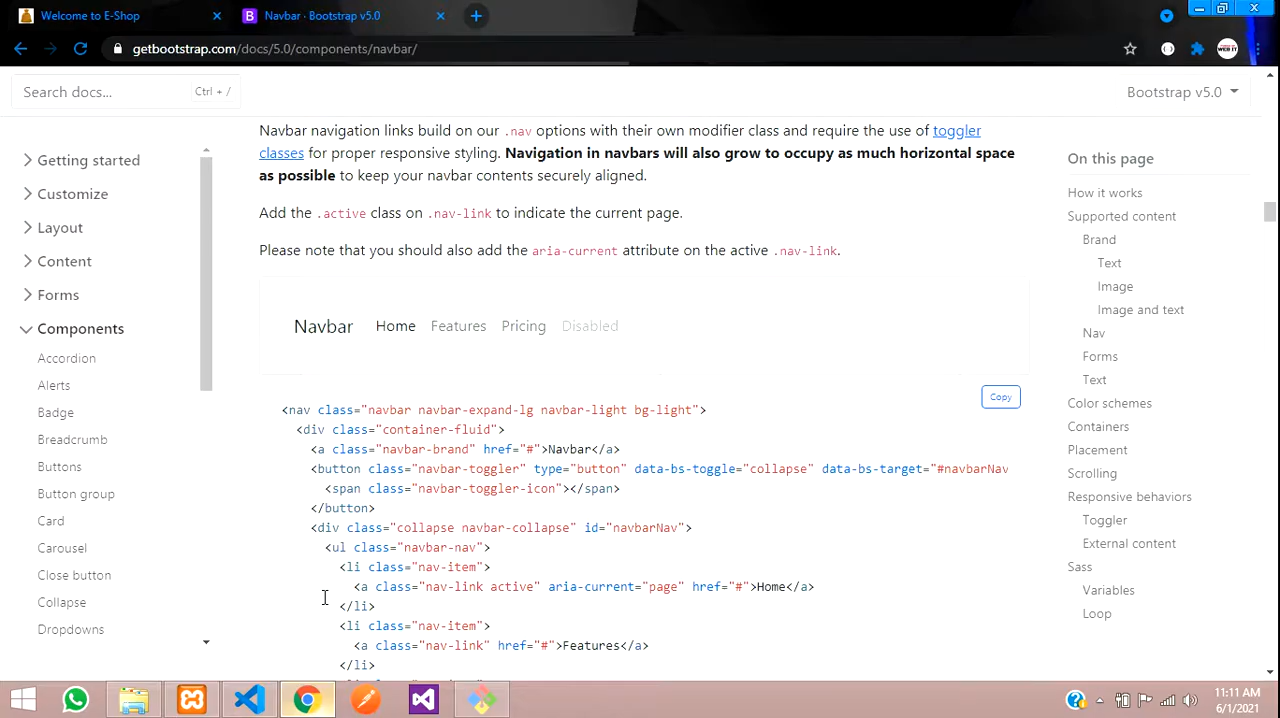 Welcome to E-Shop
Navbar · Bootstrap v5.0
getbootstrap.com/docs/5.0/components/navbar/
Search docs...
Ctrl + /
Bootstrap v5.0
Getting started
Customize
Layout
Content
Forms
Components
Accordion
Alerts
Badge
Breadcrumb
Buttons
Button group
Card
Carousel
Close button
Collapse
Dropdowns
Navbar navigation links build on our .nav options with their own modifier class and require the use of toggler
classes for proper responsive styling. Navigation in navbars will also grow to occupy as much horizontal space
as possible to keep your navbar contents securely aligned.
Add the .active class on .nav-link to indicate the current page.
Please note that you should also add the aria-current attribute on the active .nav-link.
Navbar Home Features Pricing Disabled
Copy
<nav class="navbar navbar-expand-lg navbar-light bg-light">
<div class="container-fluid">
<a class="navbar-brand" href="#">Navbar</a>
<button class="navbar-toggler" type="button" data-bs-toggle="collapse" data-bs-target="#navbarNav
<span class="navbar-toggler-icon"></span>
</button>
<div class="collapse navbar-collapse" id="navbarNav">
<ul class="navbar-nav">
<li class="nav-item">
<a class="nav-link active" aria-current="page" href="#">Home</a>
</li>
<li class="nav-item">
<a class="nav-link" href="#">Features</a>
</li>
On this page
How it works
Supported content
Brand
Text
Image
Image and text
Nav
Forms
Text
Color schemes
Containers
Placement
Scrolling
Responsive behaviors
Toggler
External content
Sass
Variables
Loop
11:11 AM
6/1/2021